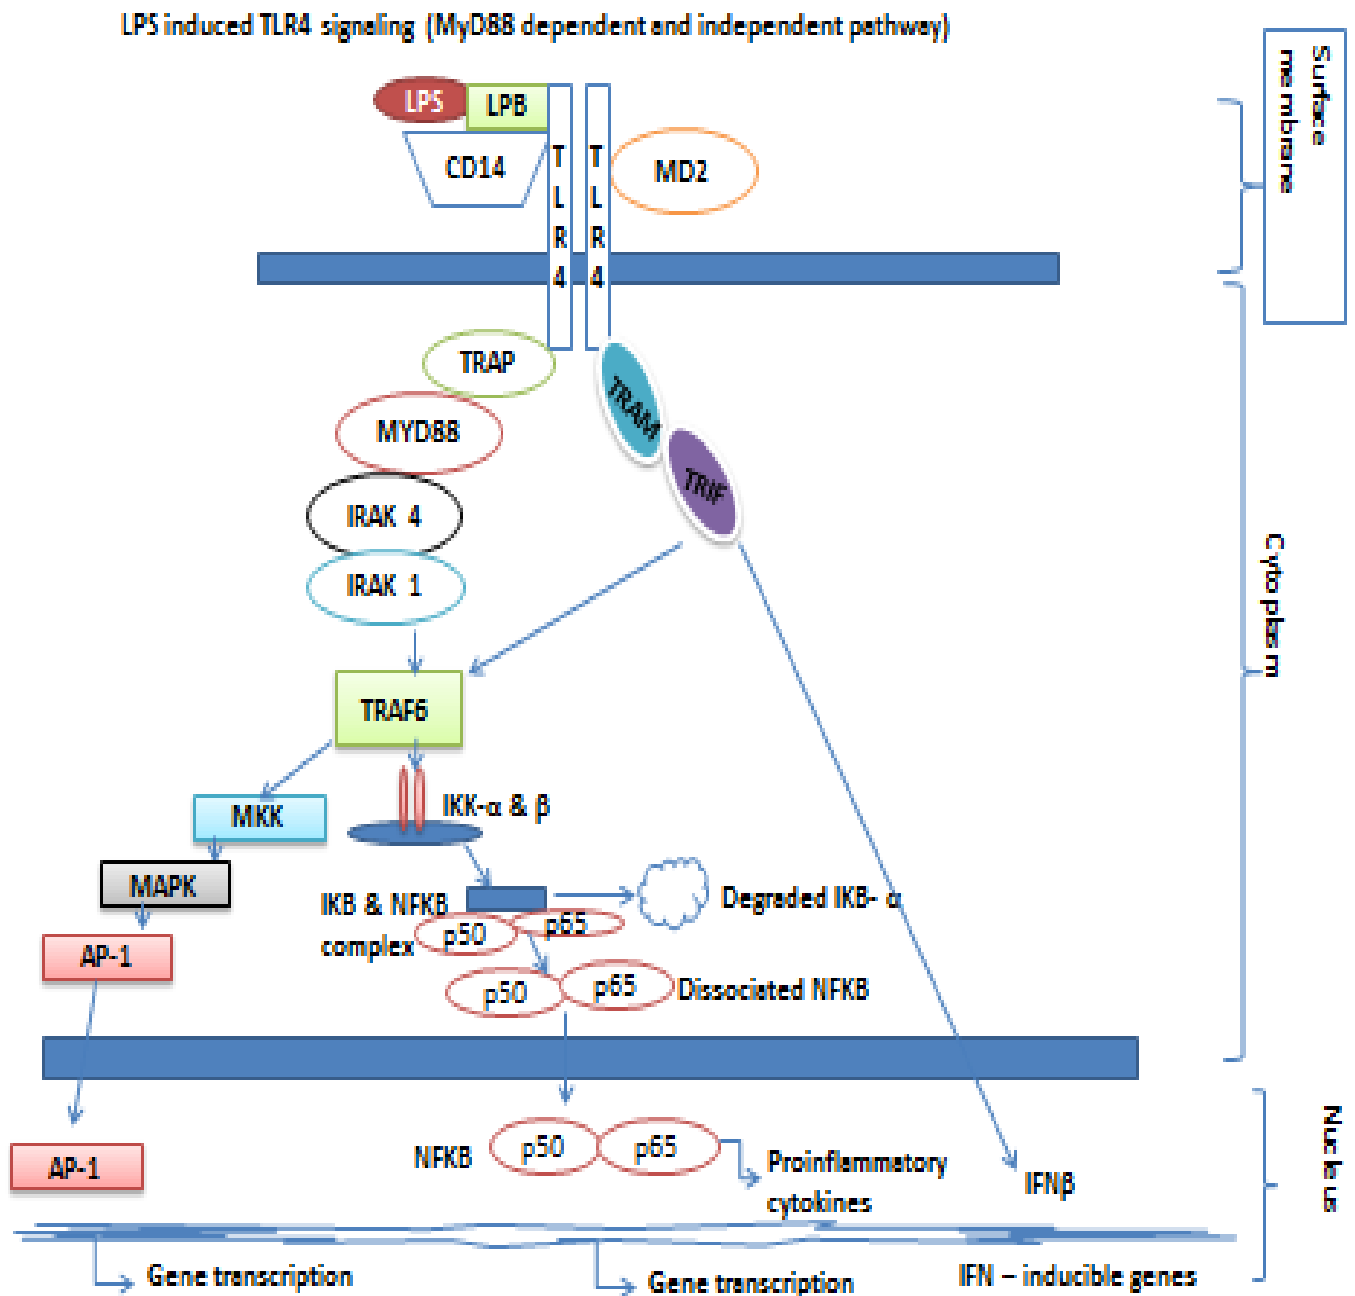 LPS induced TLR4 signaling (MyD88 dependent and independent pathway)
Surface
membrane
LPS
LPB
CD14
TLR4
TLR4
MD2
TRAP
TRAM
MYD88
TRIF
IRAK 4
IRAK 1
Cytoplasm
TRAF6
MKK
IKK-α & β
MAPK
IKB & NFKB
complex
p50
p65
Degraded IKB- α
AP-1
p50
p65
Dissociated NFKB
Nucleus
AP-1
NFKB
p50
p65
Proinflammatory
cytokines
IFNβ
Gene transcription
Gene transcription
IFN – inducible genes